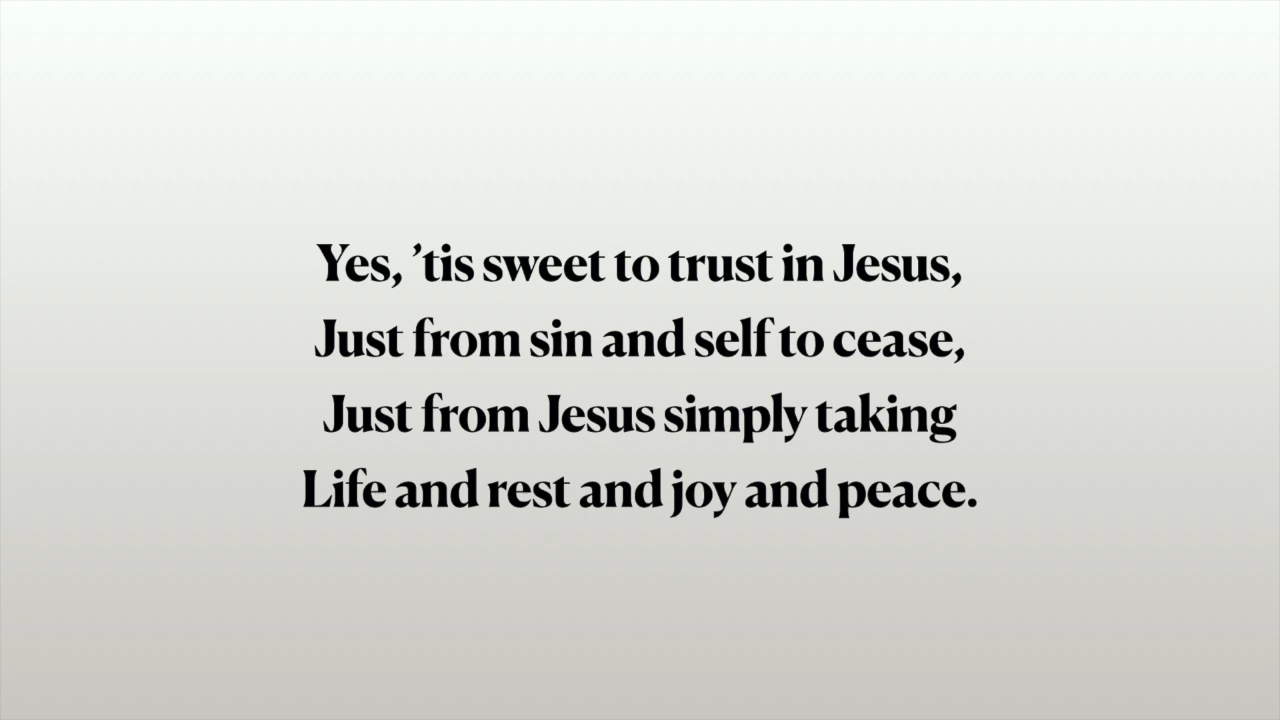 Yes, ’tis sweet to trust in Jesus,
Just from sin and self to cease,
Just from Jesus simply taking
Life and rest and joy and peace.